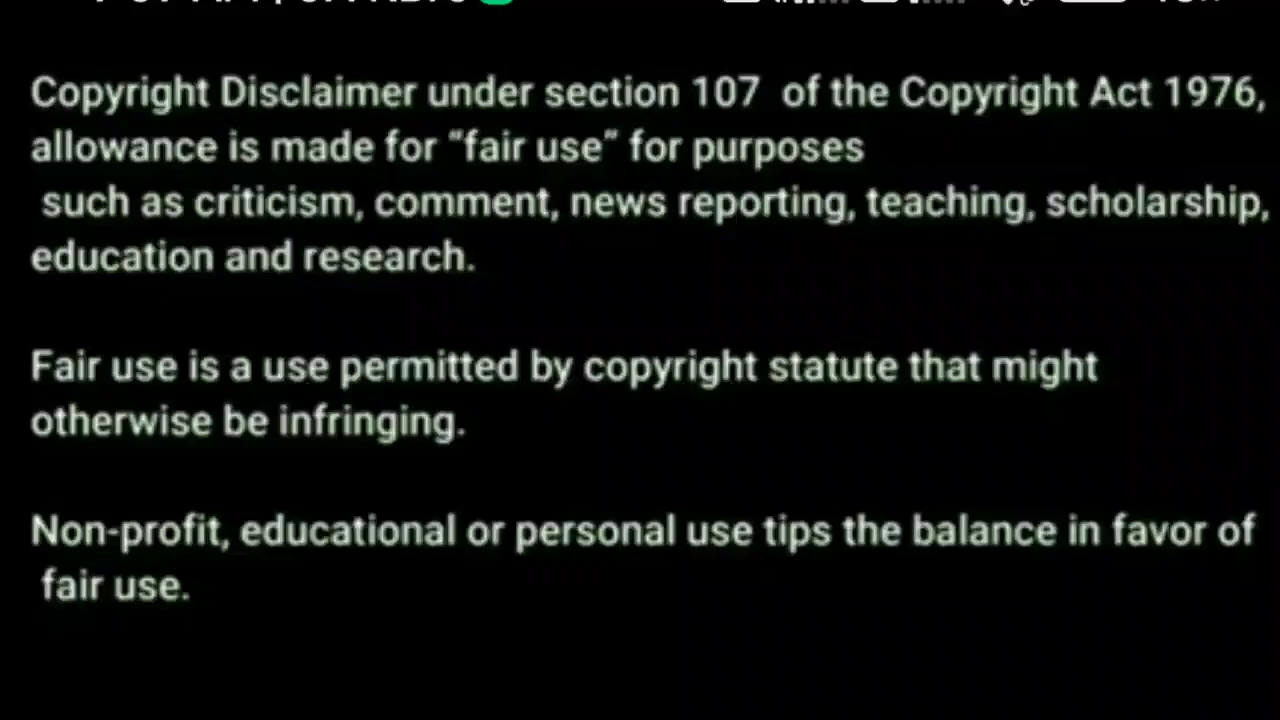 Copyright Disclaimer under section 107 of the Copyright Act 1976,
allowance is made for “fair use” for purposes
such as criticism, comment, news reporting, teaching, scholarship,
education and research.
Fair use is a use permitted by copyright statute that might
otherwise be infringing.
Non-profit, educational or personal use tips the balance in favor of
fair use.